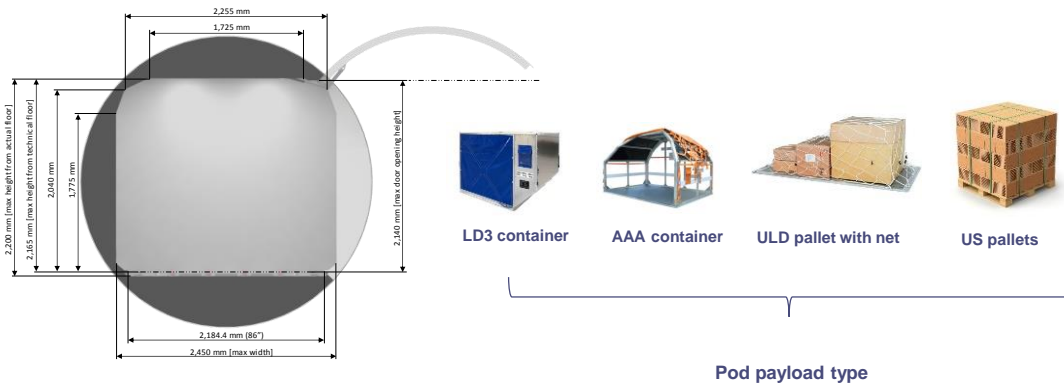 2,255 mm
1,725 mm
2,200 mm [max height from actual floor]
2,165 mm [max height from technical floor]
2,040 mm
1,775 mm
2,140 mm [max door opening height]
2,184.4 mm (86”)
2,450 mm [max width]
LD3 container
AAA container
ULD pallet with net
US pallets
Pod payload type